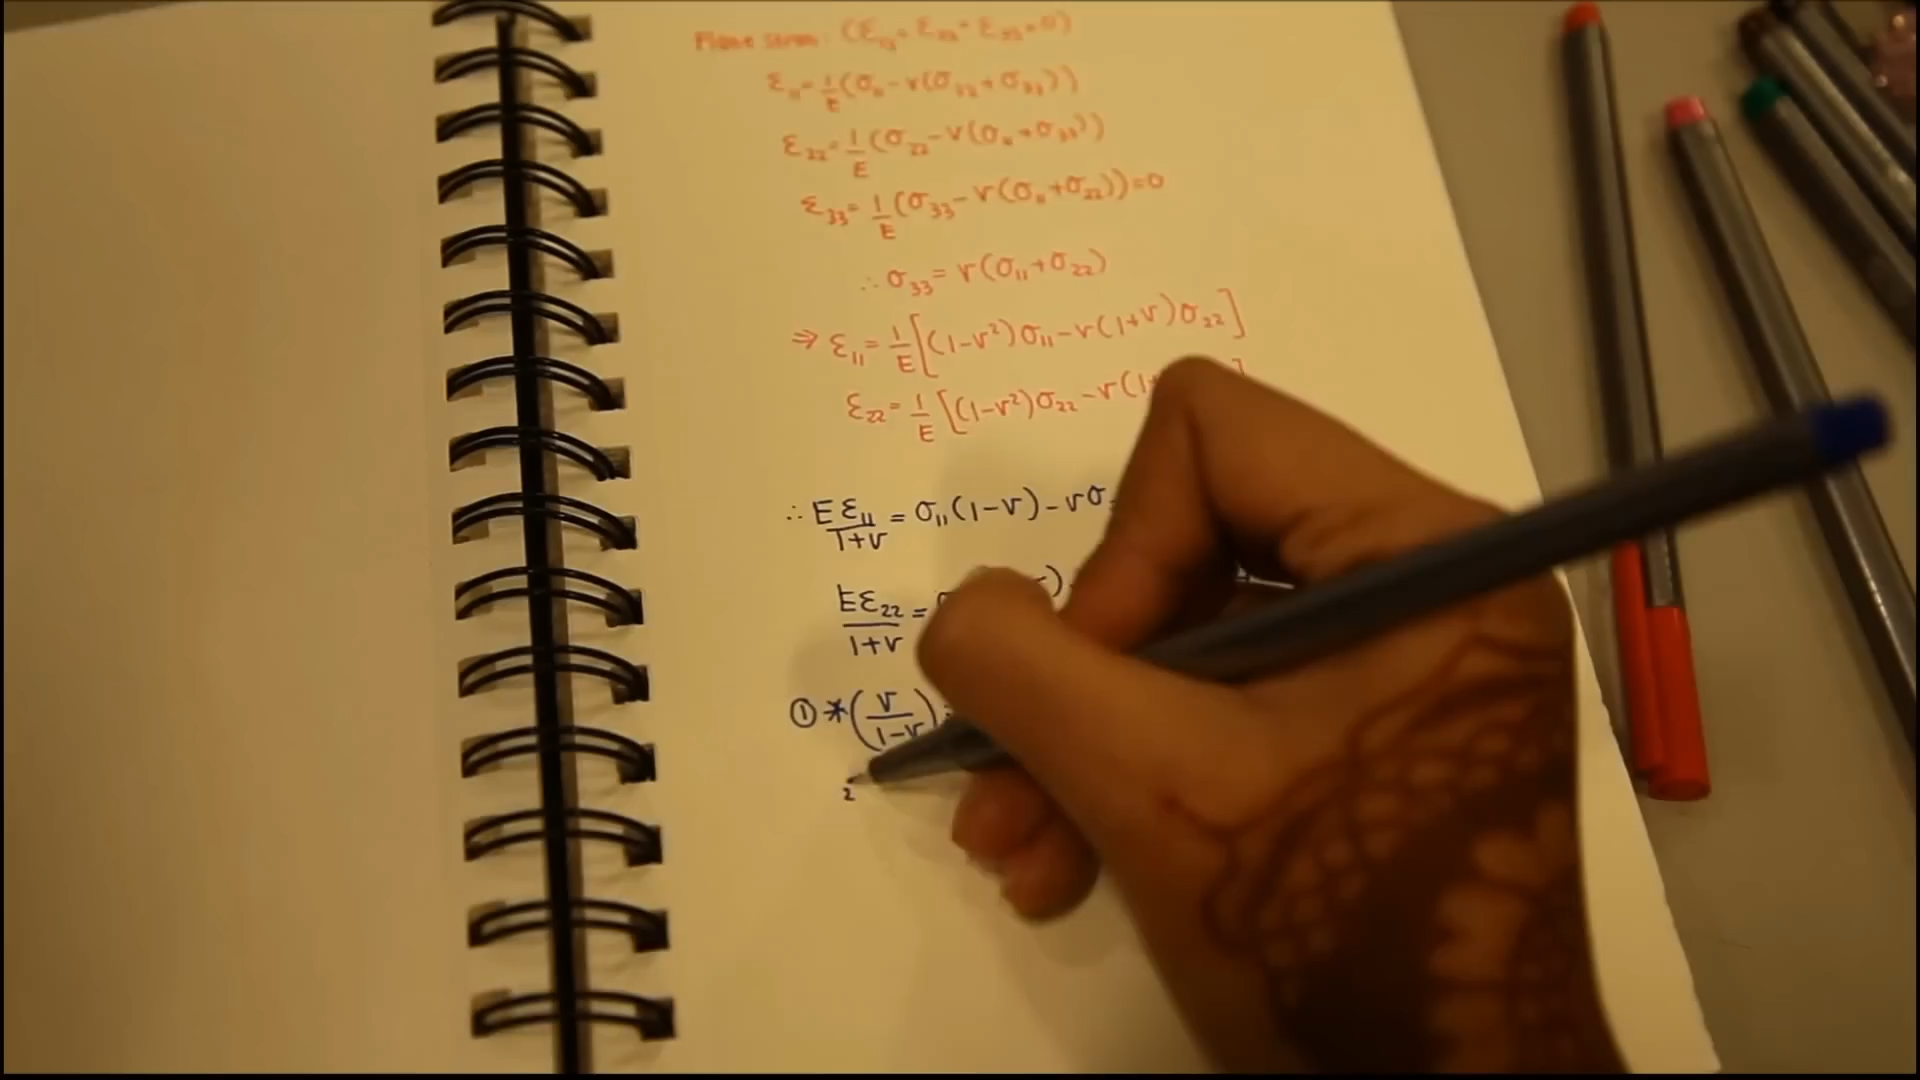 Plane strain: (ε₁₃ = ε₂₃ = ε₃₃ = 0)
ε₁₁ = 1/E (σ₁₁ - ν(σ₂₂ + σ₃₃))
ε₂₂ = 1/E (σ₂₂ - ν(σ₁₁ + σ₃₃))
ε₃₃ = 1/E (σ₃₃ - ν(σ₁₁ + σ₂₂)) = 0
∴ σ₃₃ = ν(σ₁₁ + σ₂₂)
⇒ ε₁₁ = 1/E [(1-ν²)σ₁₁ - ν(1+ν)σ₂₂]
ε₂₂ = 1/E [(1-ν²)σ₂₂ - ν(1+ ]
∴ Eε₁₁/1+ν = σ₁₁(1-ν) - νσ
Eε₂₂/1+ν =
① * (ν/1-ν)
2